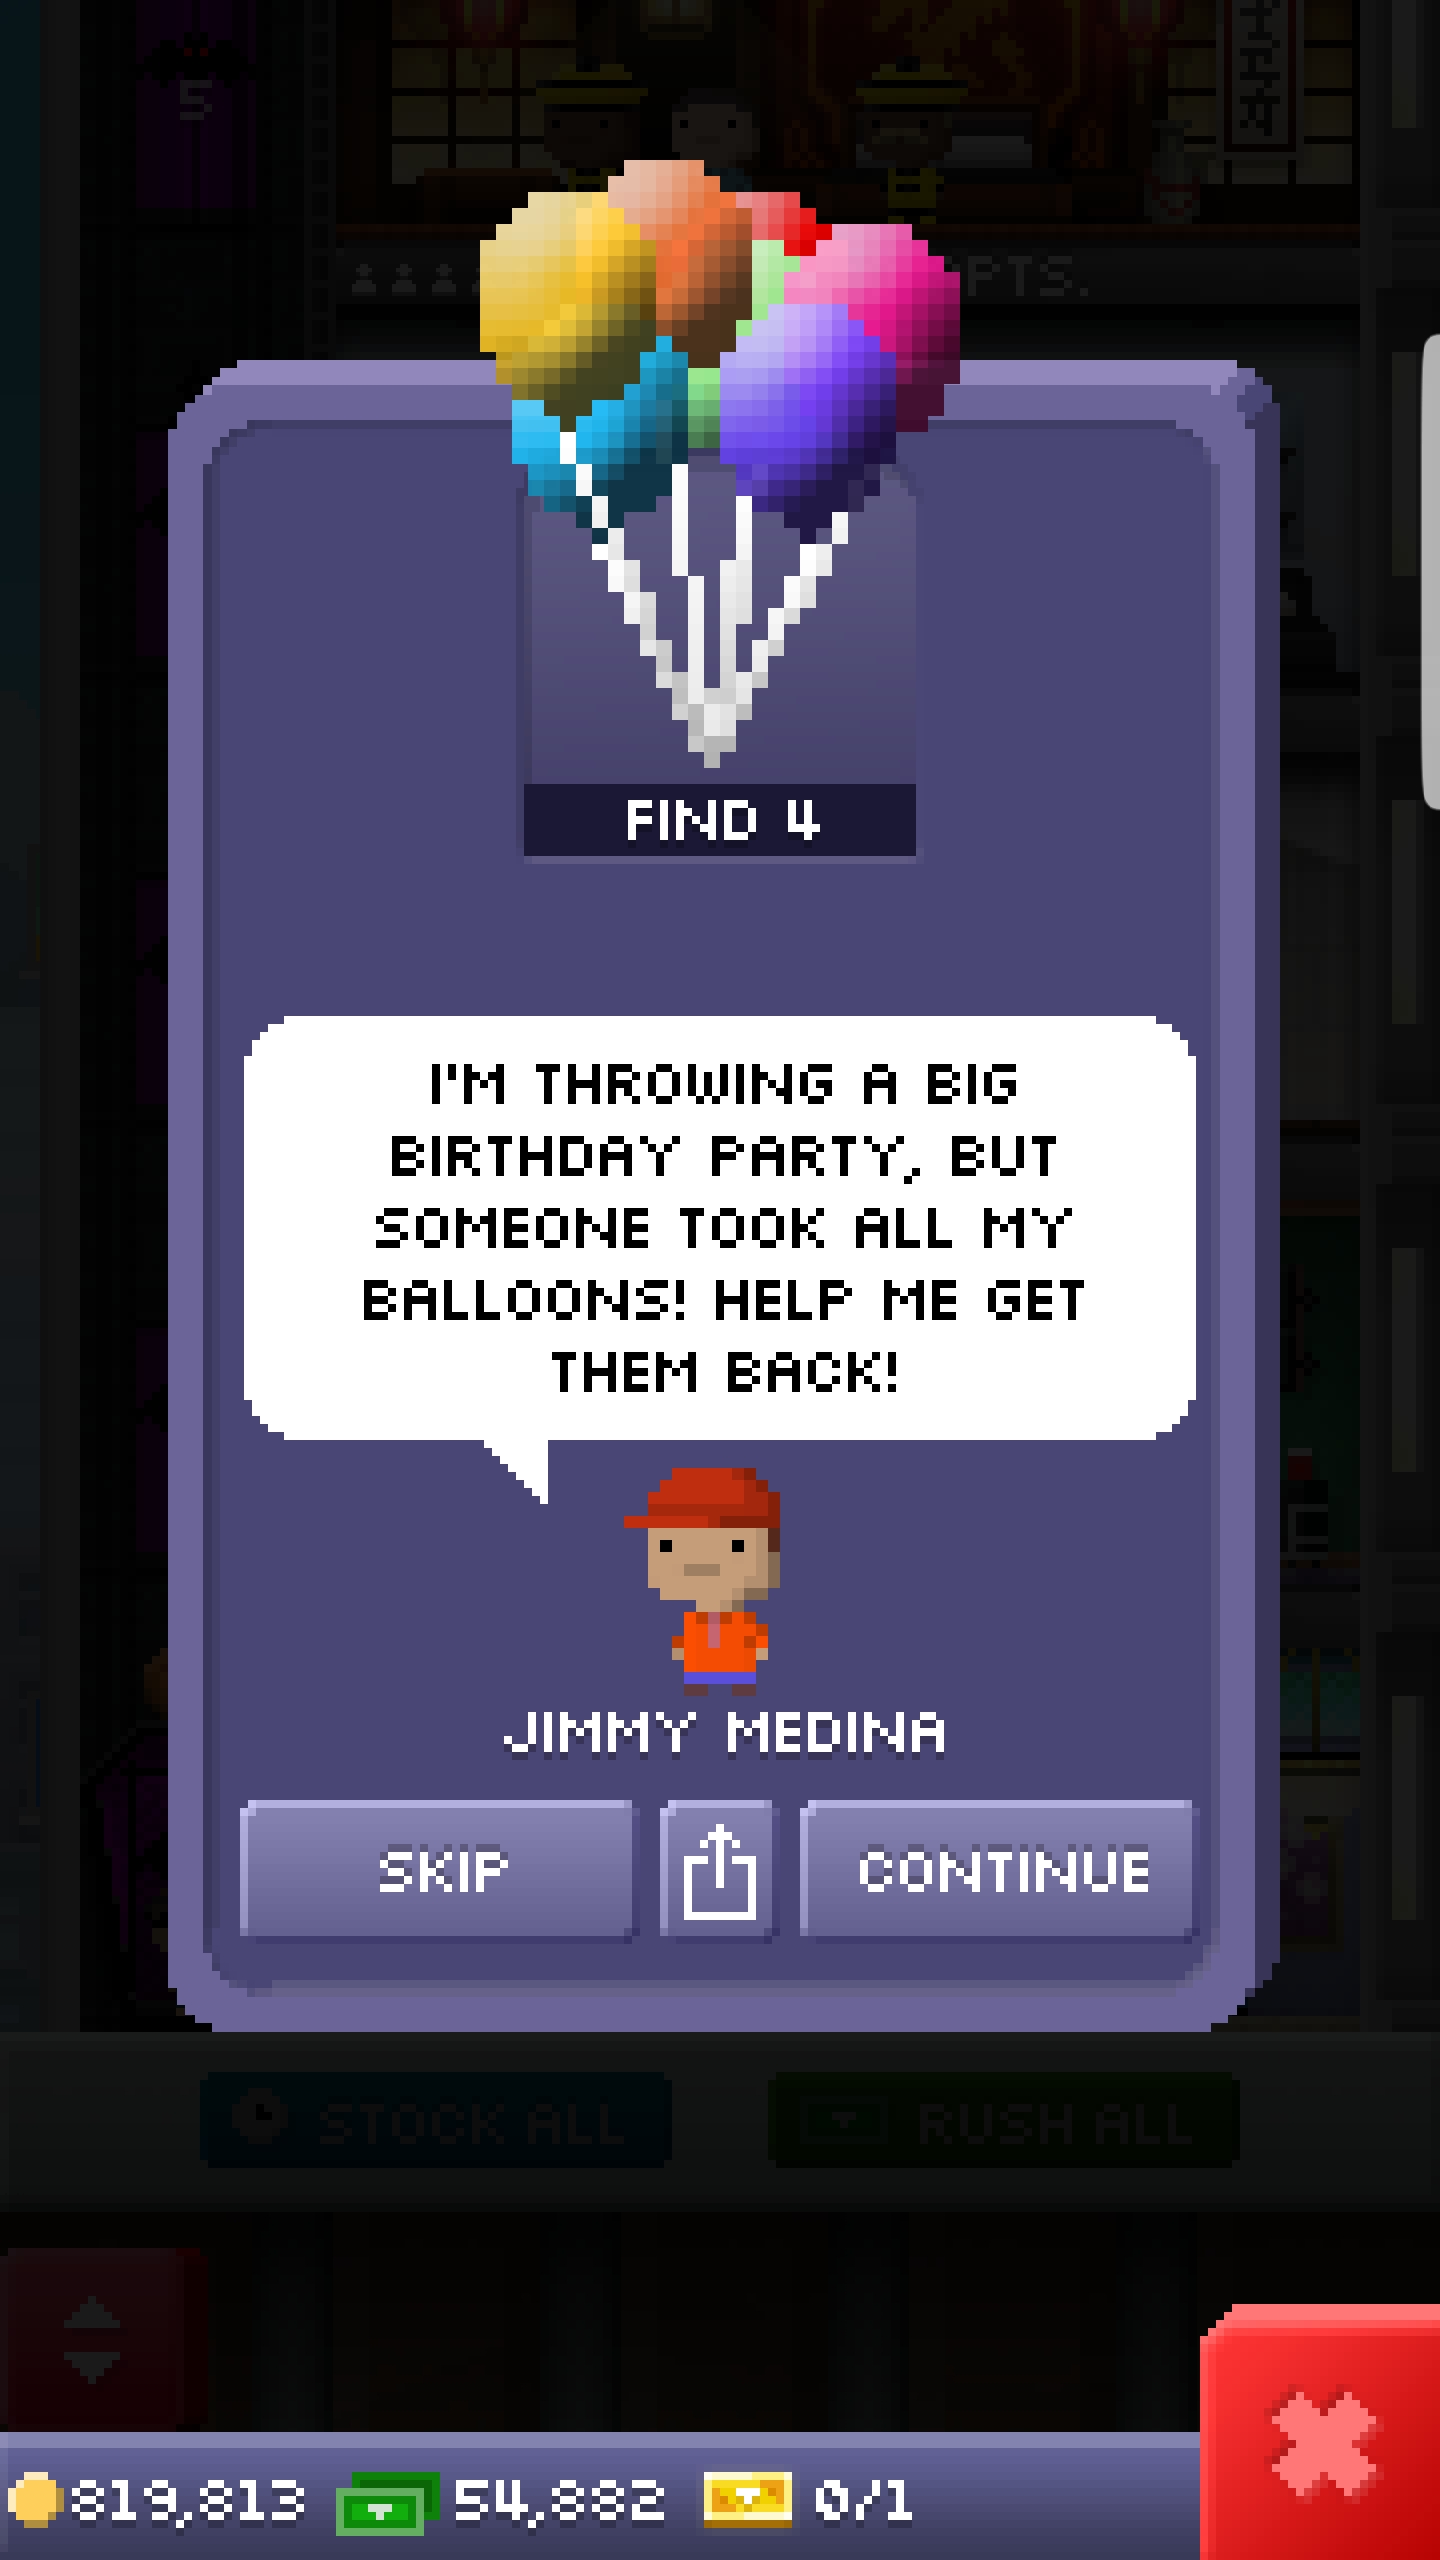 5
PTS.
FIND 4
I'M THROWING A BIG
BIRTHDAY PARTY, BUT
SOMEONE TOOK ALL MY
BALLOONS! HELP ME GET
THEM BACK!
JIMMY MEDINA
SKIP
CONTINUE
STOCK ALL
RUSH ALL
819,813
54,882
0/1